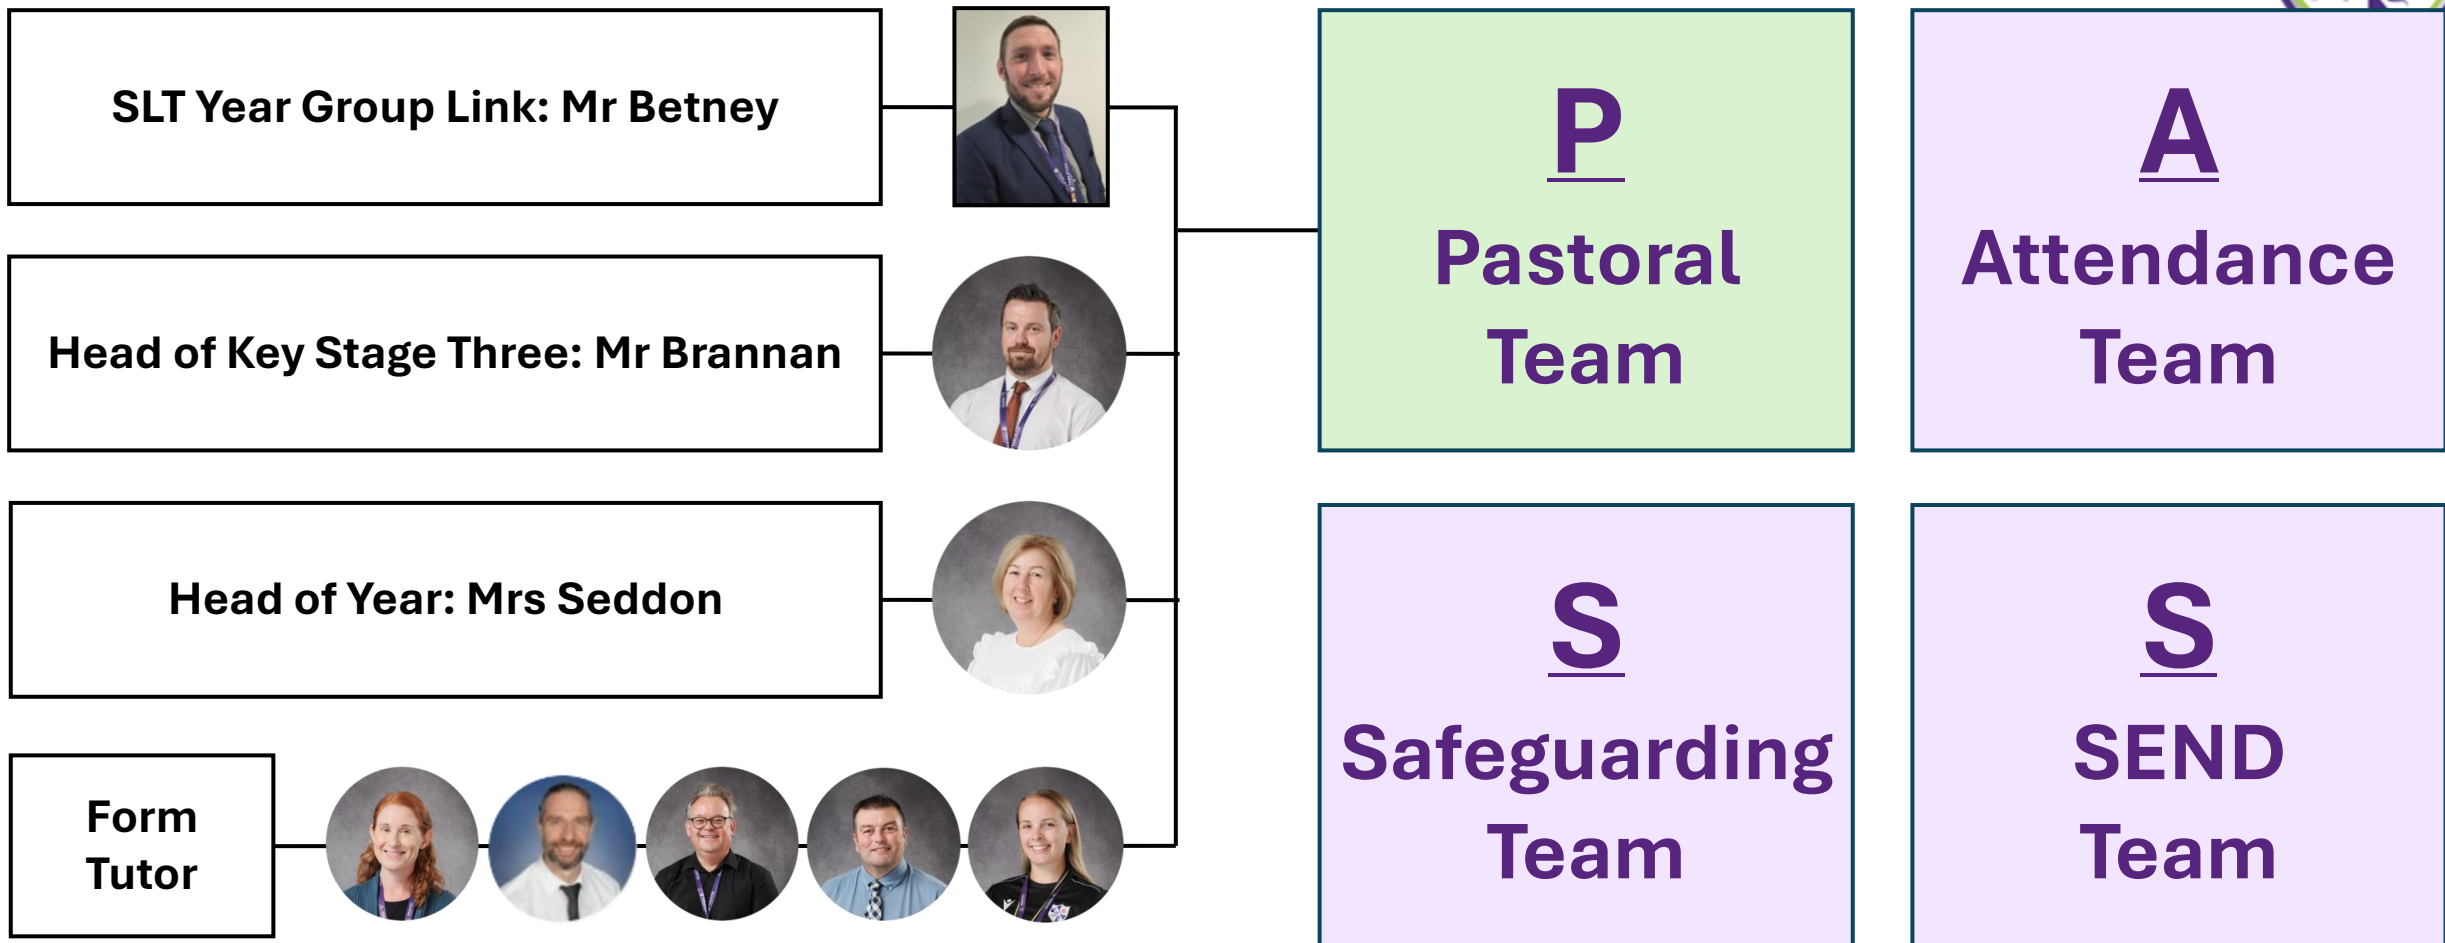 SLT Year Group Link: Mr Betney
Head of Key Stage Three: Mr Brannan
Head of Year: Mrs Seddon
Form
Tutor
P
Pastoral
Team
A
Attendance
Team
S
Safeguarding
Team
S
SEND
Team